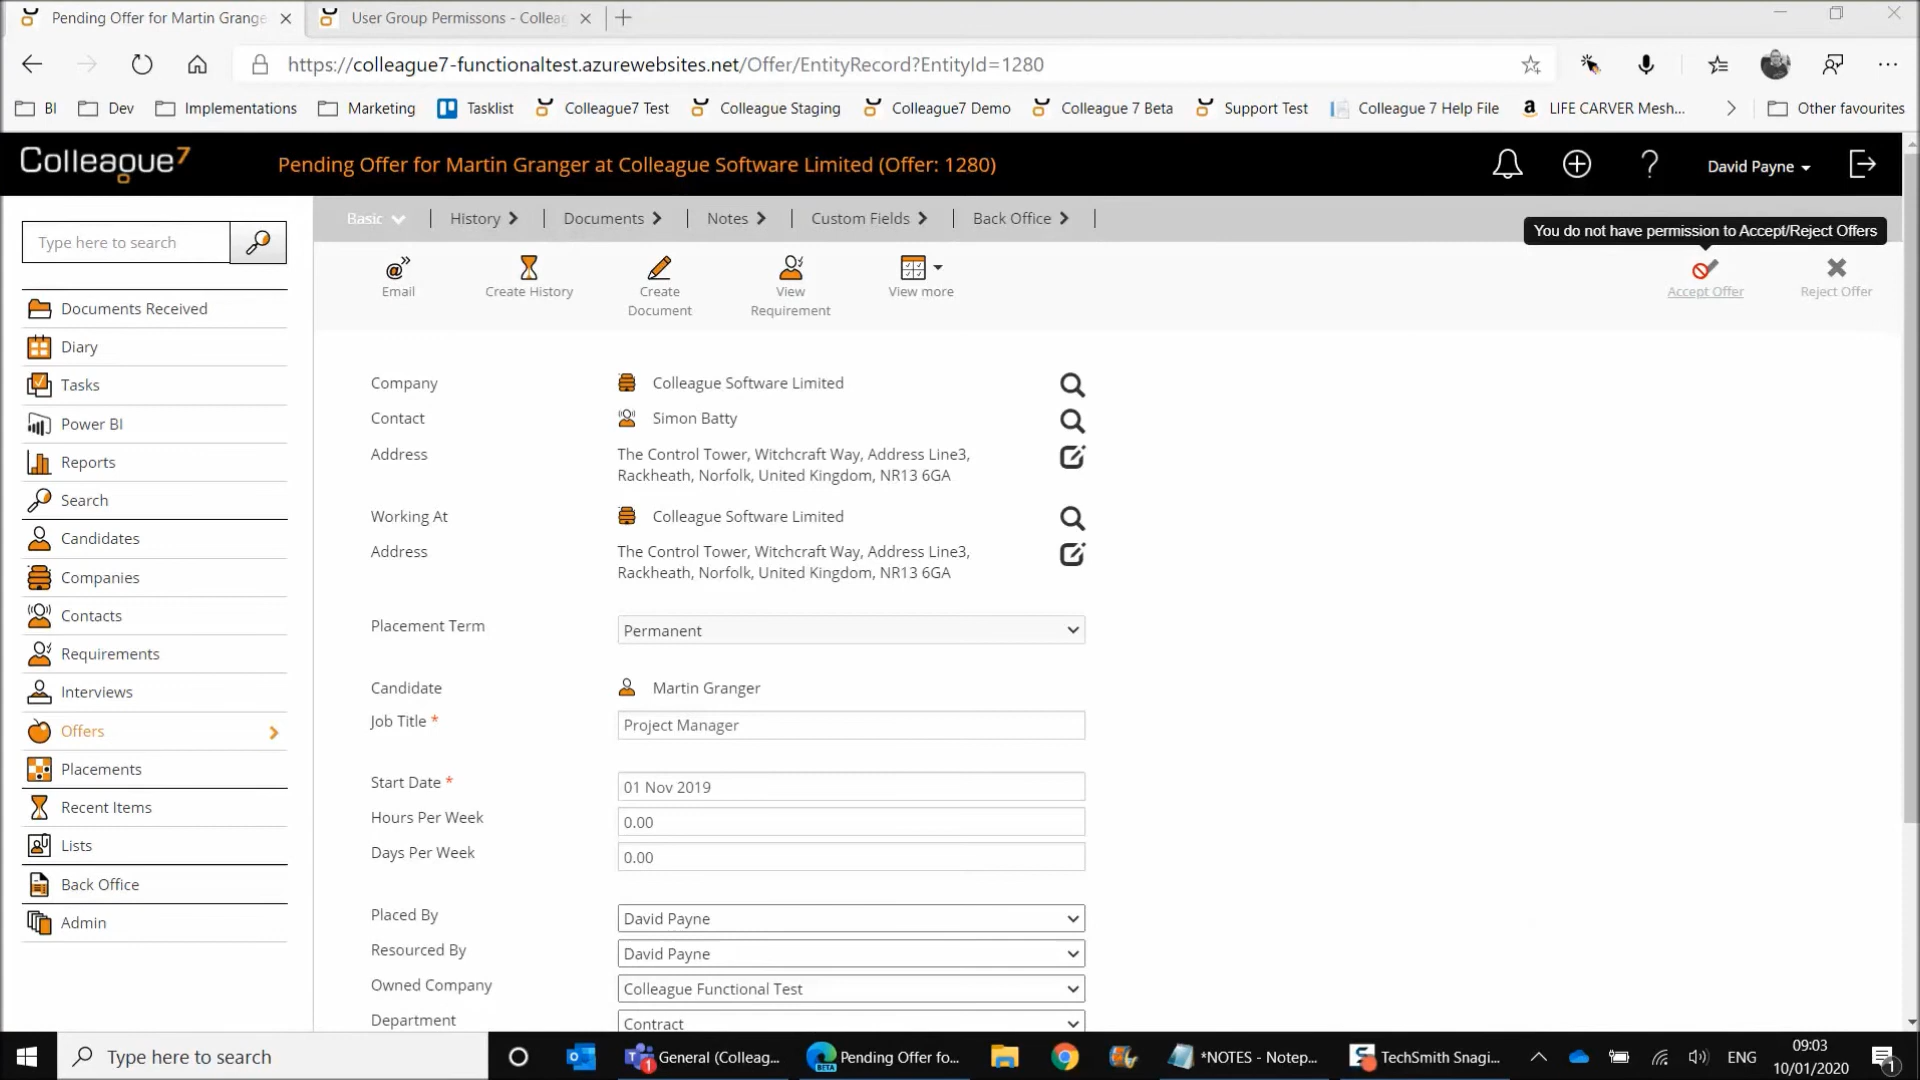 Pending Offer for Martin Grange
User Group Permissons - Colleag
https://colleague7-functionaltest.azurewebsites.net/Offer/EntityRecord?EntityId=1280
BI
Dev
Implementations
Marketing
Tasklist
Colleague7 Test
Colleague Staging
Colleague7 Demo
Colleague 7 Beta
Support Test
Colleague 7 Help File
LIFE CARVER Mesh...
Other favourites
Colleague7
Pending Offer for Martin Granger at Colleague Software Limited (Offer: 1280)
David Payne
Type here to search
Basic
History
Documents
Notes
Custom Fields
Back Office
You do not have permission to Accept/Reject Offers
Email
Create History
Create
Document
View
Requirement
View more
Accept Offer
Reject Offer
Documents Received
Diary
Tasks
Power BI
Reports
Search
Candidates
Companies
Contacts
Requirements
Interviews
Offers
Placements
Recent Items
Lists
Back Office
Admin
Company
Colleague Software Limited
Contact
Simon Batty
Address
The Control Tower, Witchcraft Way, Address Line3,
Rackheath, Norfolk, United Kingdom, NR13 6GA
Working At
Colleague Software Limited
Address
The Control Tower, Witchcraft Way, Address Line3,
Rackheath, Norfolk, United Kingdom, NR13 6GA
Placement Term
Permanent
Candidate
Martin Granger
Job Title *
Project Manager
Start Date *
01 Nov 2019
Hours Per Week
0.00
Days Per Week
0.00
Placed By
David Payne
Resourced By
David Payne
Owned Company
Colleague Functional Test
Department
Contract
Type here to search
General (Colleag...
Pending Offer fo...
*NOTES - Notep...
TechSmith Snagi...
ENG
09:03
10/01/2020
1